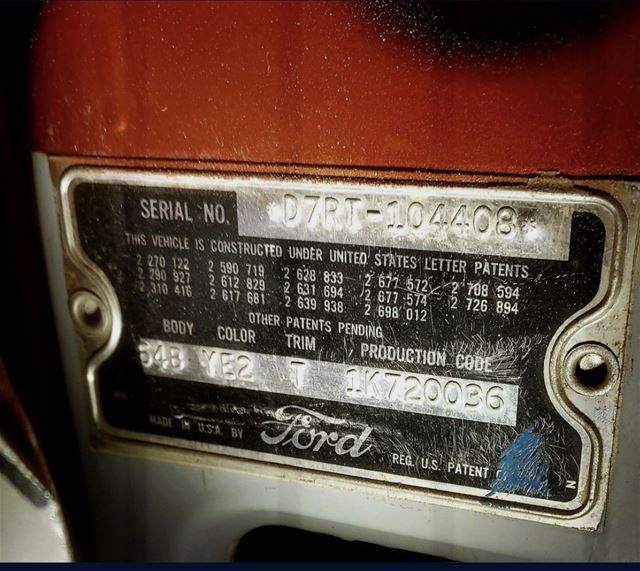 SERIAL NO. *D7RT-104408*
THIS VEHICLE IS CONSTRUCTED UNDER UNITED STATES LETTER PATENTS
2 270 122 2 590 719 2 628 833 2 677 572 2 708 594
2 290 927 2 612 829 2 631 694 2 677 574 2 726 894
2 310 416 2 617 681 2 639 938 2 698 012
OTHER PATENTS PENDING
BODY COLOR TRIM PRODUCTION CODE
64B YE2 T 1K720036
MADE IN U.S.A. BY Ford REG. U.S. PATENT
N